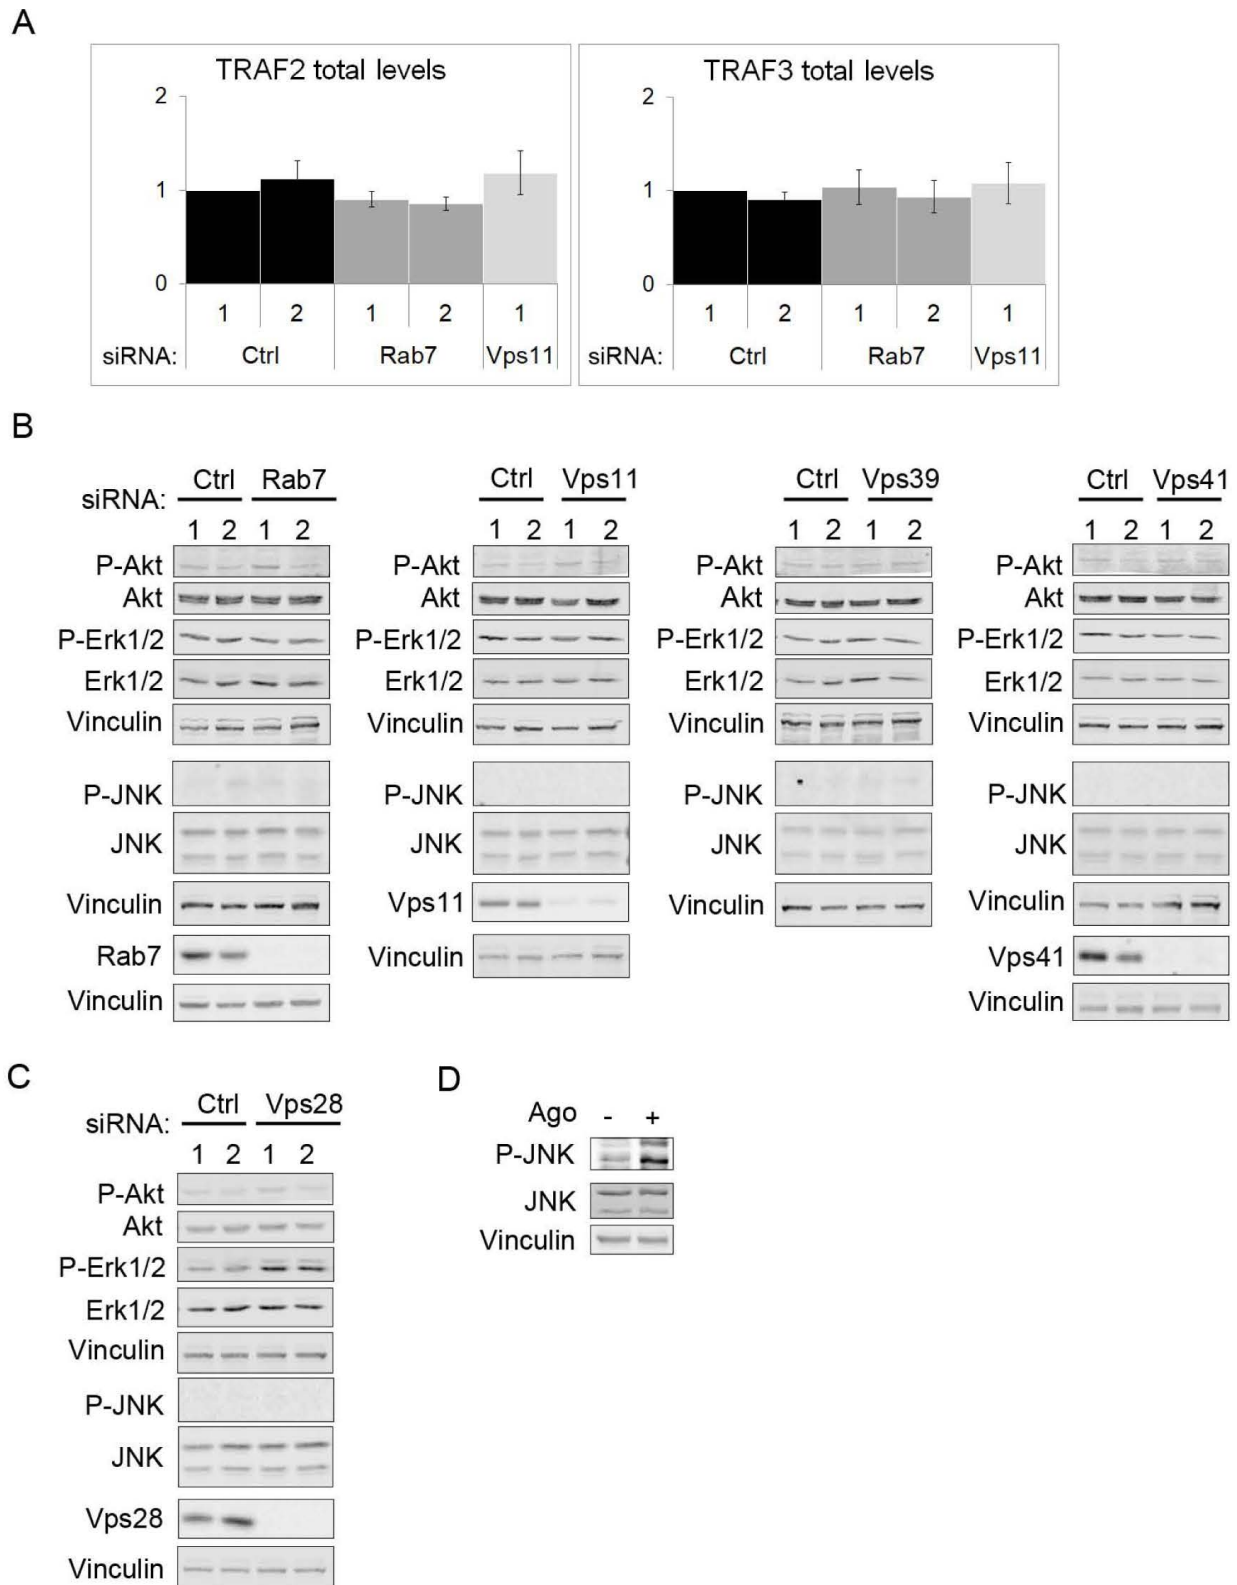 A
TRAF2 total levels
2
1
0
1 2 1 2 1
siRNA: Ctrl Rab7 Vps11
TRAF3 total levels
2
1
0
1 2 1 2 1
siRNA: Ctrl Rab7 Vps11
B
Ctrl Rab7
siRNA:
1 2 1 2
P-Akt
Akt
P-Erk1/2
Erk1/2
Vinculin
P-JNK
JNK
Vinculin
Rab7
Vinculin
siRNA: Ctrl Vps11
1 2 1 2
P-Akt
Akt
P-Erk1/2
Erk1/2
Vinculin
P-JNK
JNK
Vps11
Vinculin
siRNA: Ctrl Vps39
1 2 1 2
P-Akt
Akt
P-Erk1/2
Erk1/2
Vinculin
P-JNK
JNK
Vinculin
siRNA: Ctrl Vps41
1 2 1 2
P-Akt
Akt
P-Erk1/2
Erk1/2
Vinculin
P-JNK
JNK
Vinculin
Vps41
Vinculin
C
Ctrl Vps28
siRNA:
1 2 1 2
P-Akt
Akt
P-Erk1/2
Erk1/2
Vinculin
P-JNK
JNK
Vps28
Vinculin
D
Ago - +
P-JNK
JNK
Vinculin